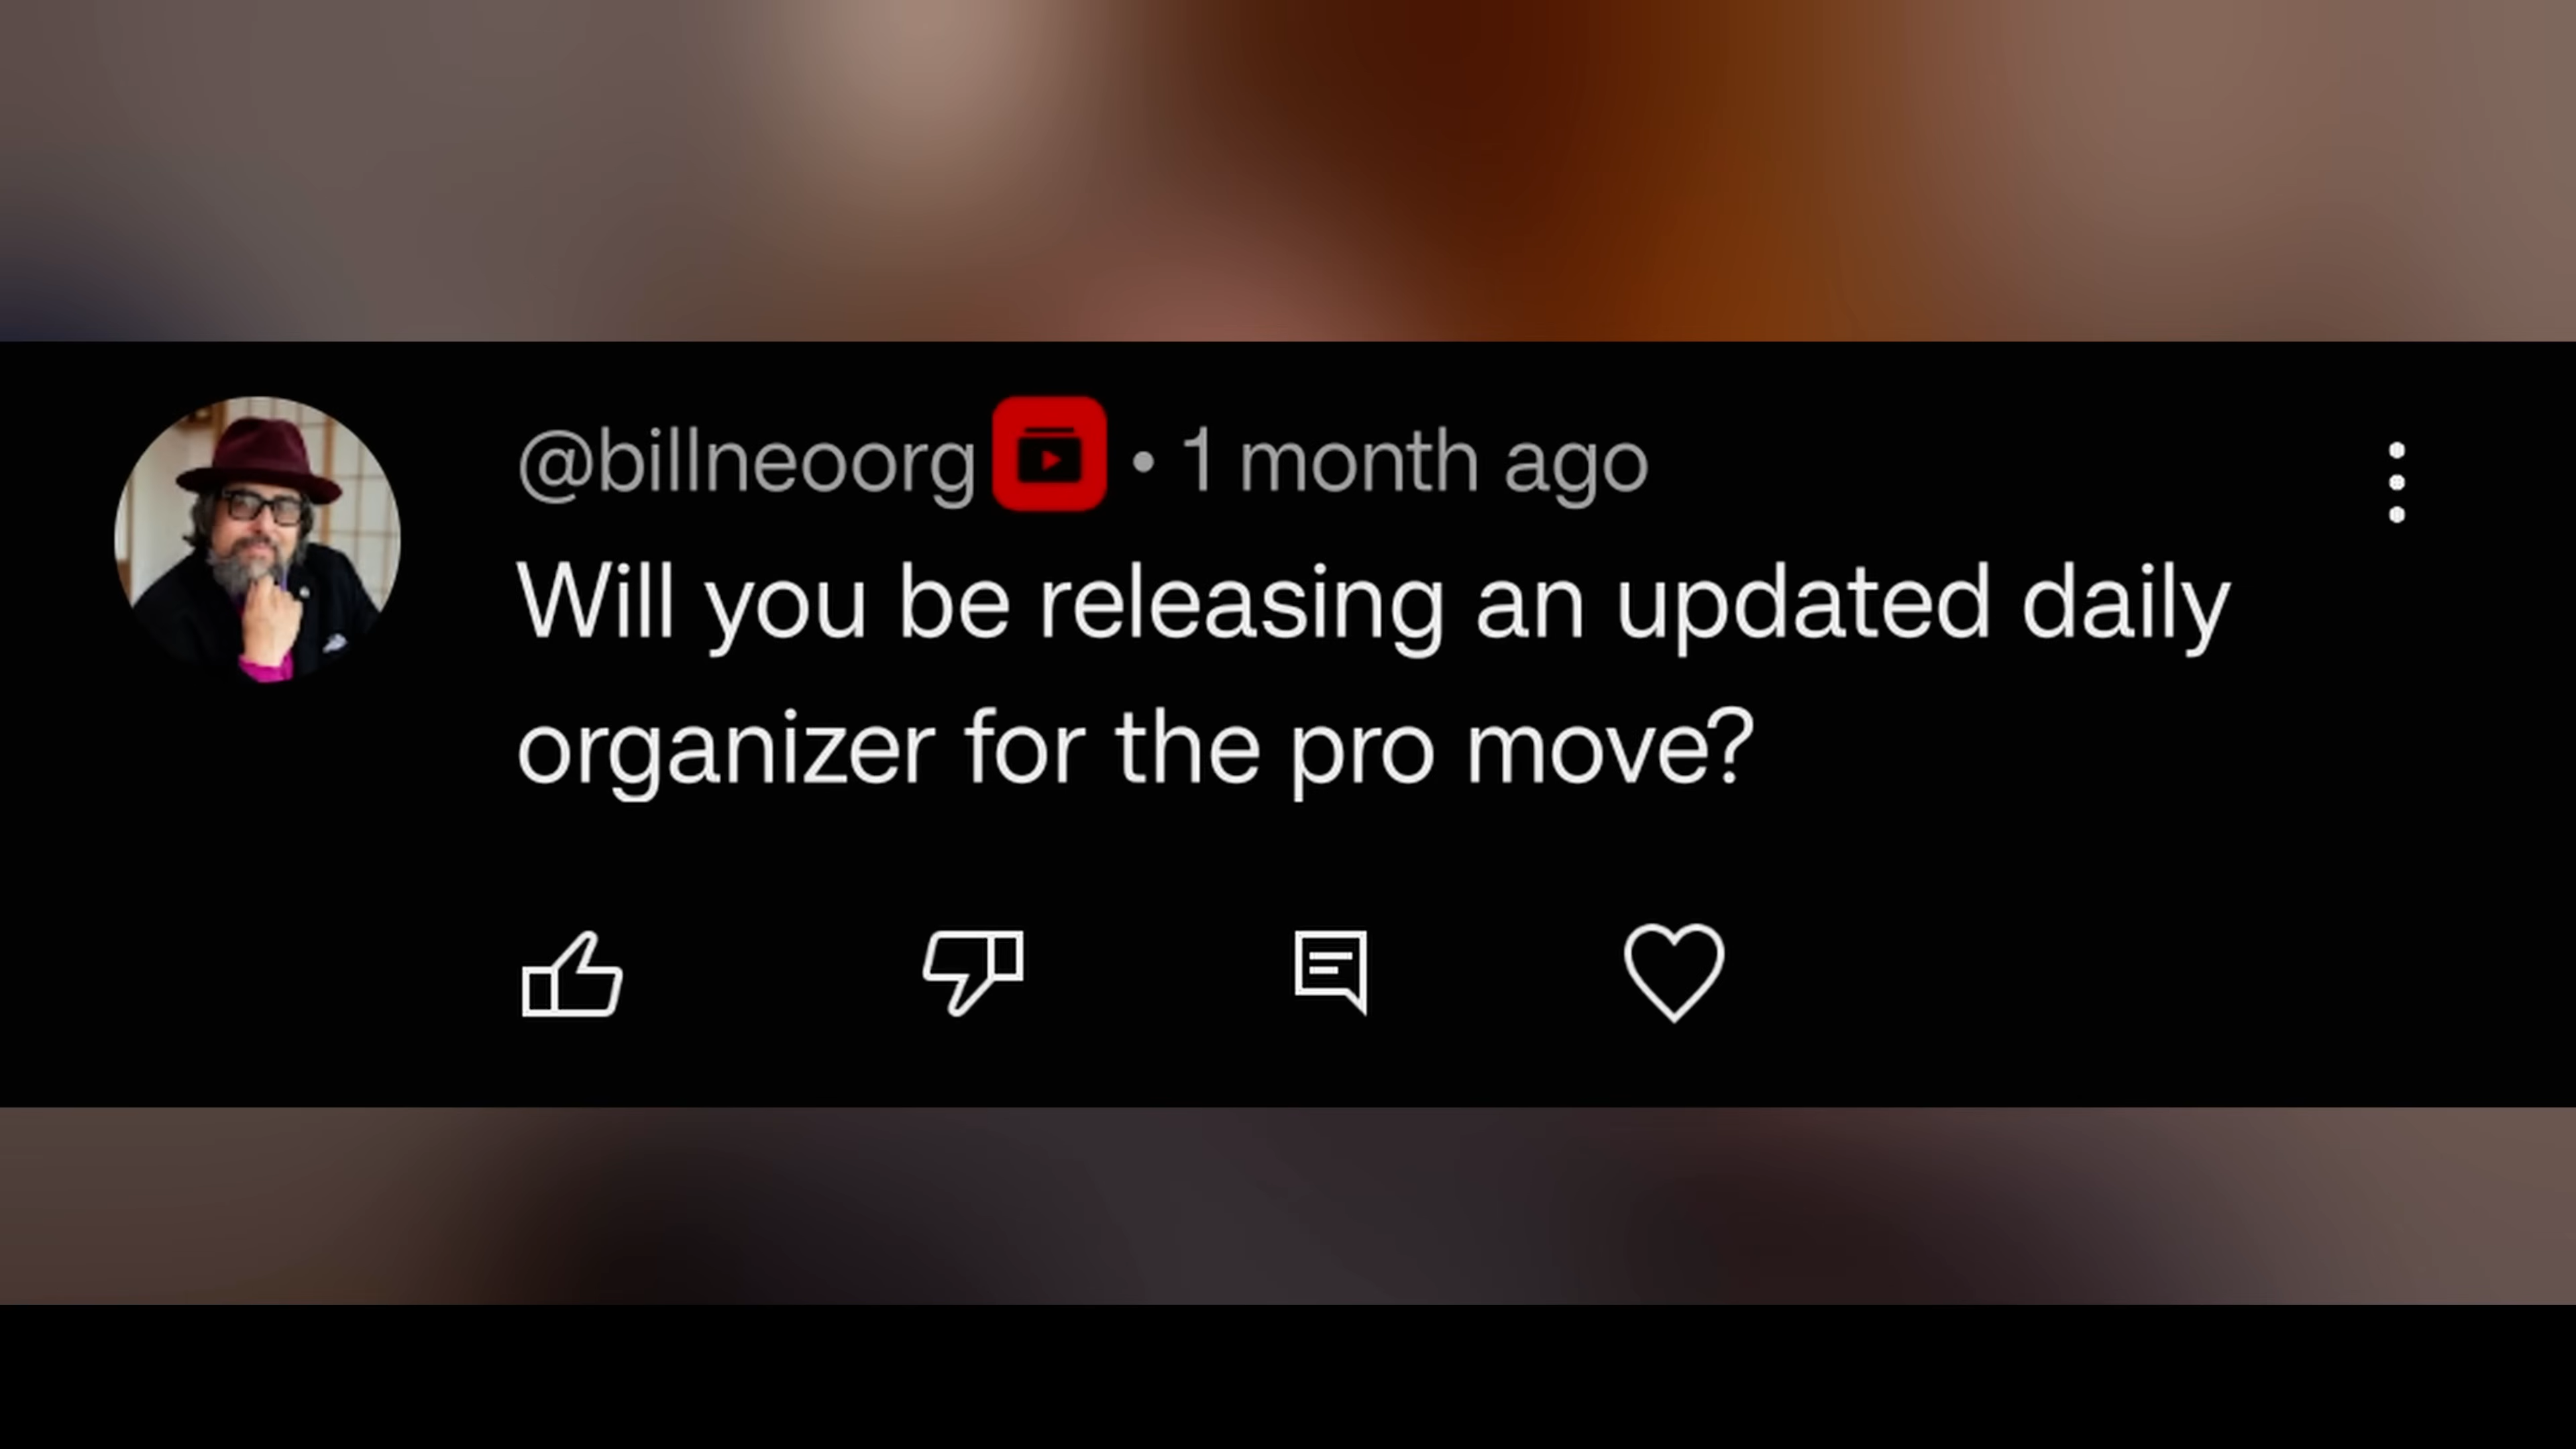 @billneoorg • 1 month ago
Will you be releasing an updated daily
organizer for the pro move?